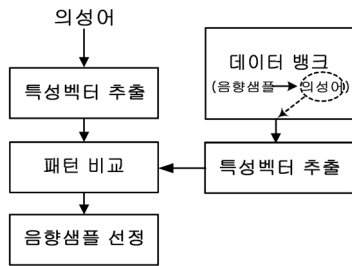 의성어
특성벡터 추출
데이터 뱅크
(음향샘플 의성어)
패턴 비교
특성벡터 추출
음향샘플 선정